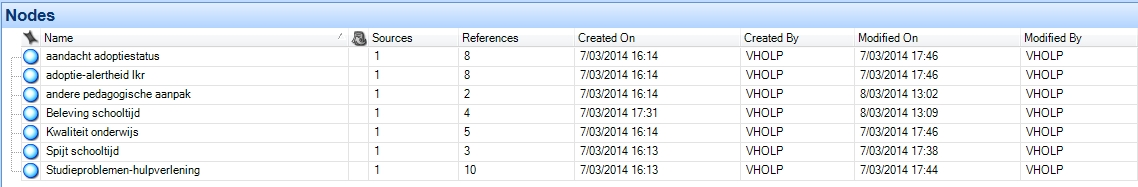 Nodes
Name Sources References Created On Created By Modified On Modified By
aandacht adoptiestatus 1 8 7/03/2014 16:14 VHOLP 7/03/2014 17:46 VHOLP
adoptie-alertheid lkr 1 8 7/03/2014 16:14 VHOLP 7/03/2014 17:46 VHOLP
andere pedagogische aanpak 1 2 7/03/2014 16:14 VHOLP 8/03/2014 13:02 VHOLP
Beleving schooltijd 1 4 7/03/2014 17:31 VHOLP 8/03/2014 13:09 VHOLP
Kwaliteit onderwijs 1 5 7/03/2014 16:14 VHOLP 7/03/2014 17:46 VHOLP
Spijt schooltijd 1 3 7/03/2014 16:13 VHOLP 7/03/2014 17:38 VHOLP
Studieproblemen-hulpverlening 1 10 7/03/2014 16:13 VHOLP 7/03/2014 17:44 VHOLP